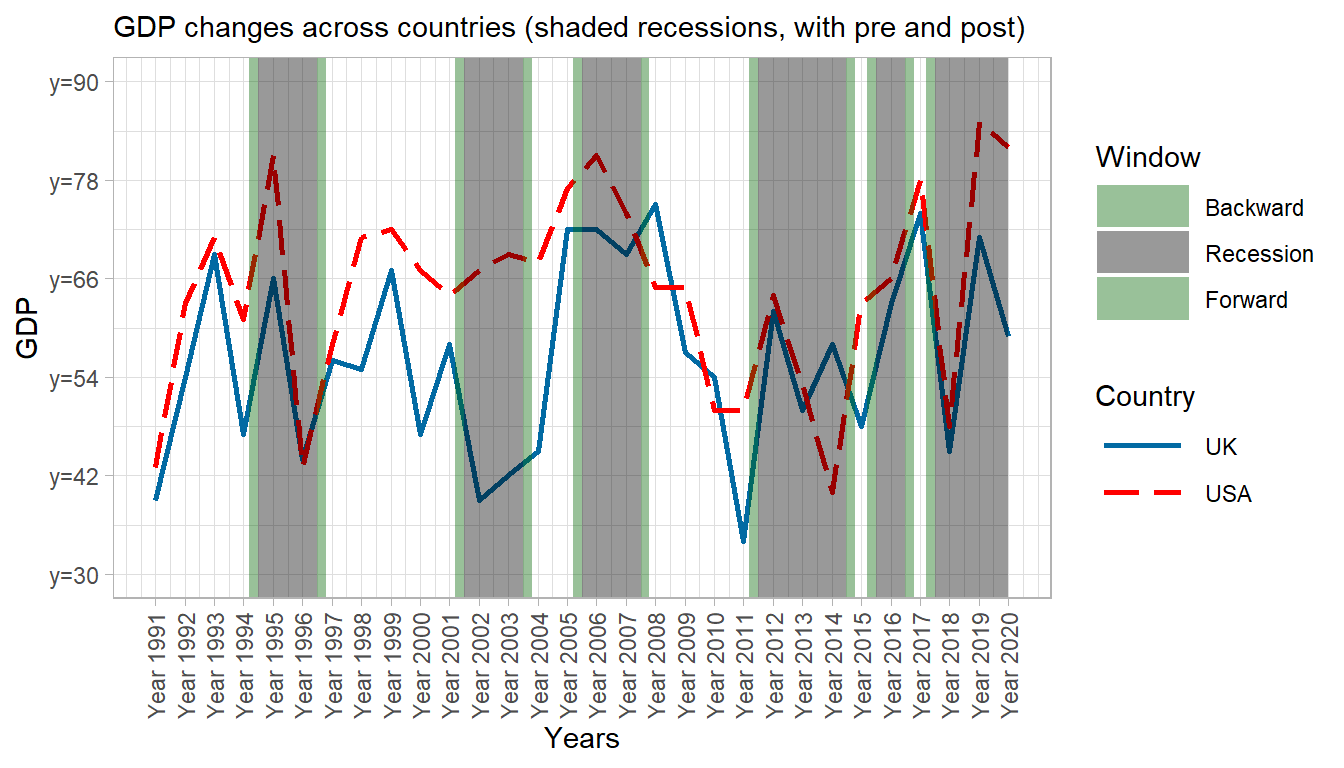 GDP changes across countries (shaded recessions, with pre and post)
GDP
y=90
y=78
y=66
y=54
y=42
y=30
Year 1991
Year 1992
Year 1993
Year 1994
Year 1995
Year 1996
Year 1997
Year 1998
Year 1999
Year 2000
Year 2001
Year 2002
Year 2003
Year 2004
Year 2005
Year 2006
Year 2007
Year 2008
Year 2009
Year 2010
Year 2011
Year 2012
Year 2013
Year 2014
Year 2015
Year 2016
Year 2017
Year 2018
Year 2019
Year 2020
Years
Window
Backward
Recession
Forward
Country
UK
USA